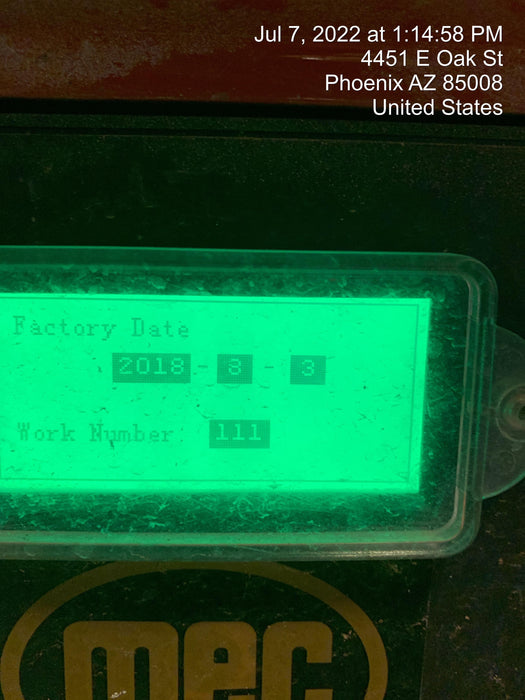 Jul 7, 2022 at 1:14:58 PM
4451 E Oak St
Phoenix AZ 85008
United States
Factory Date
2018 - 3 - 3
Work Number 111
mec